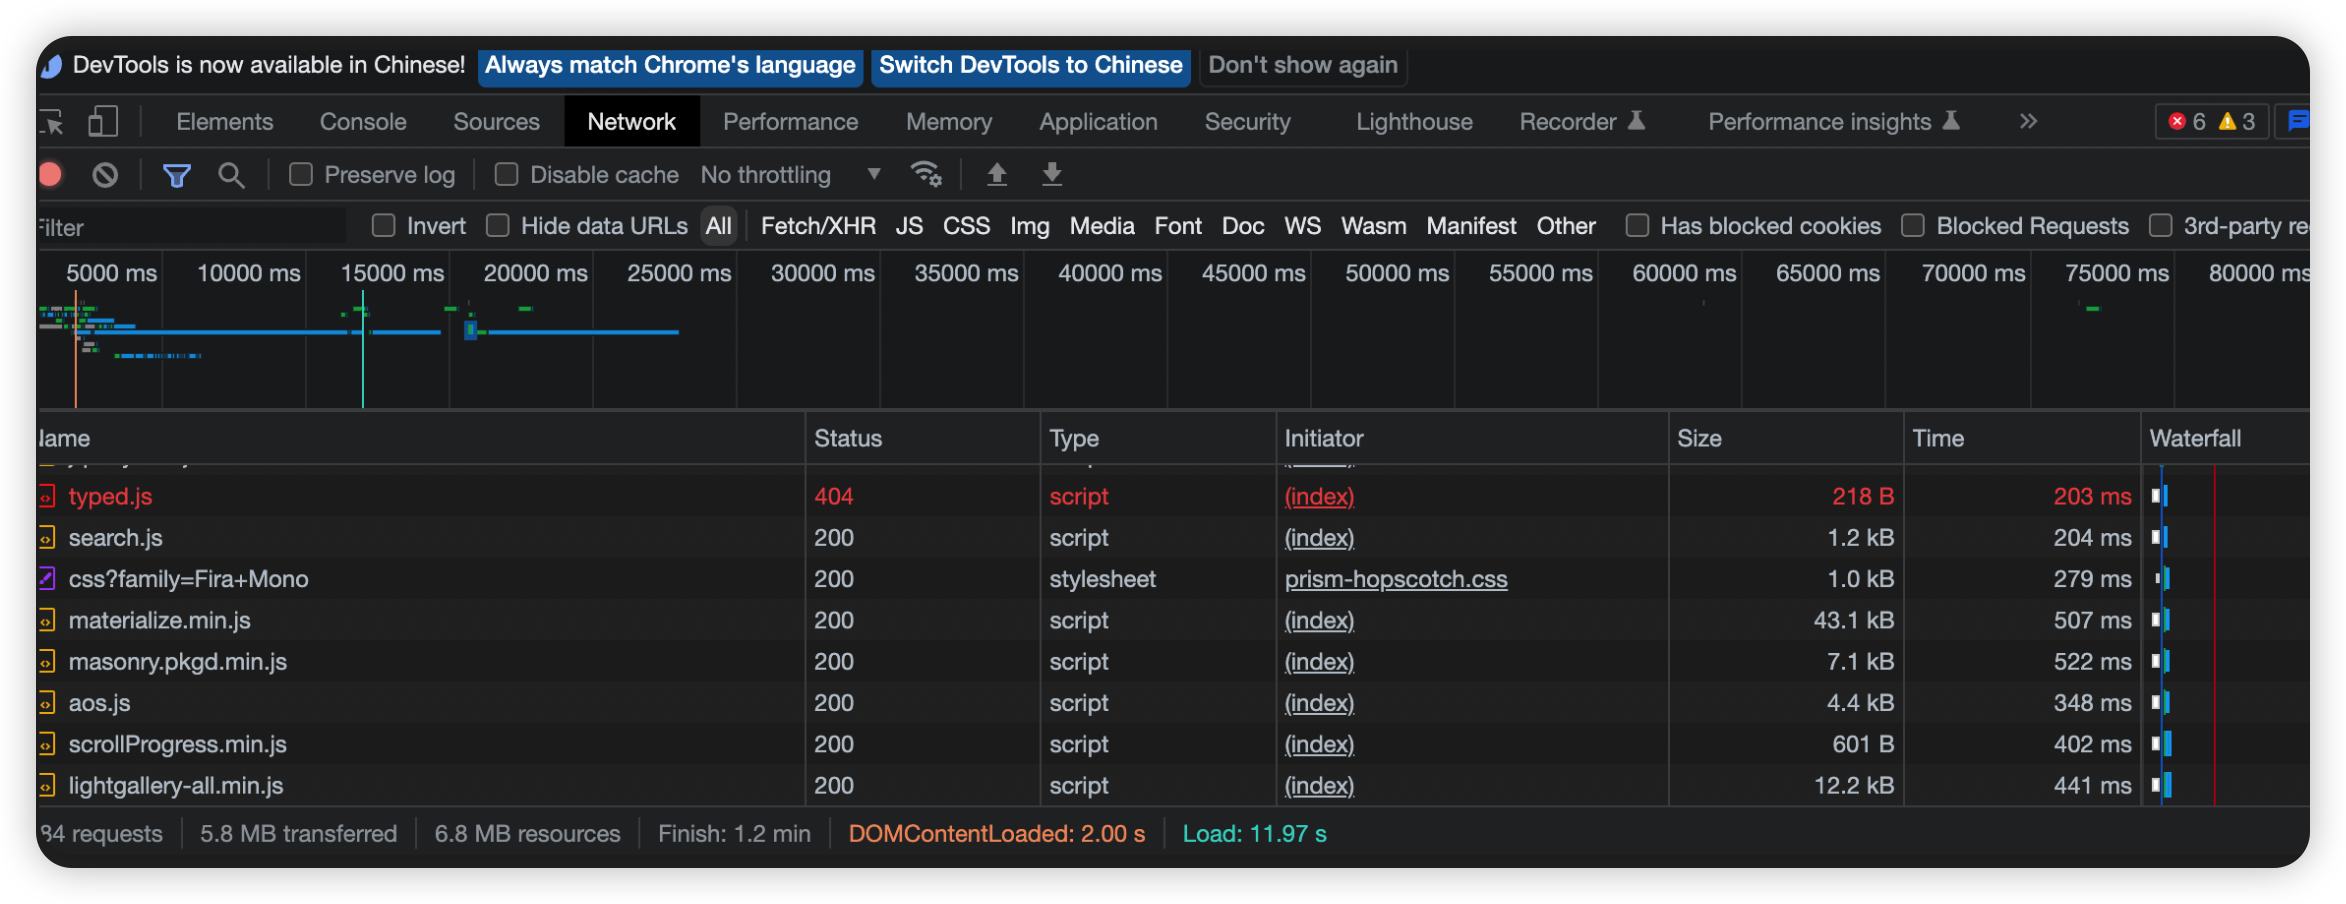 DevTools is now available in Chinese! Always match Chrome's language Switch DevTools to Chinese Don't show again
Elements Console Sources Network Performance Memory Application Security Lighthouse Recorder Performance insights 6 3
Preserve log Disable cache No throttling
Filter Invert Hide data URLs All Fetch/XHR JS CSS Img Media Font Doc WS Wasm Manifest Other Has blocked cookies Blocked Requests 3rd-party re
5000 ms 10000 ms 15000 ms 20000 ms 25000 ms 30000 ms 35000 ms 40000 ms 45000 ms 50000 ms 55000 ms 60000 ms 65000 ms 70000 ms 75000 ms 80000 ms
Name Status Type Initiator Size Time Waterfall
typed.js 404 script (index) 218 B 203 ms
search.js 200 script (index) 1.2 kB 204 ms
css?family=Fira+Mono 200 stylesheet prism-hopscotch.css 1.0 kB 279 ms
materialize.min.js 200 script (index) 43.1 kB 507 ms
masonry.pkgd.min.js 200 script (index) 7.1 kB 522 ms
aos.js 200 script (index) 4.4 kB 348 ms
scrollProgress.min.js 200 script (index) 601 B 402 ms
lightgallery-all.min.js 200 script (index) 12.2 kB 441 ms
84 requests 5.8 MB transferred 6.8 MB resources Finish: 1.2 min DOMContentLoaded: 2.00 s Load: 11.97 s